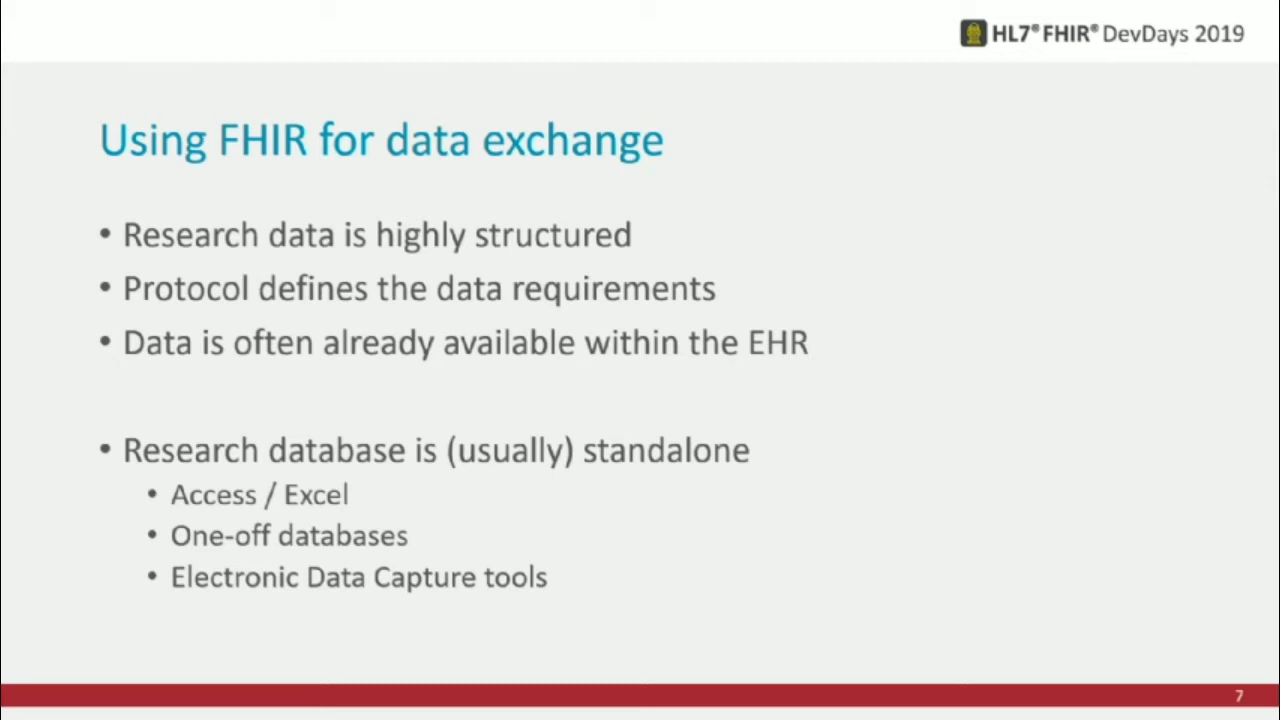 HL7® FHIR® DevDays 2019
Using FHIR for data exchange
• Research data is highly structured
• Protocol defines the data requirements
• Data is often already available within the EHR
• Research database is (usually) standalone
• Access / Excel
• One-off databases
• Electronic Data Capture tools
7